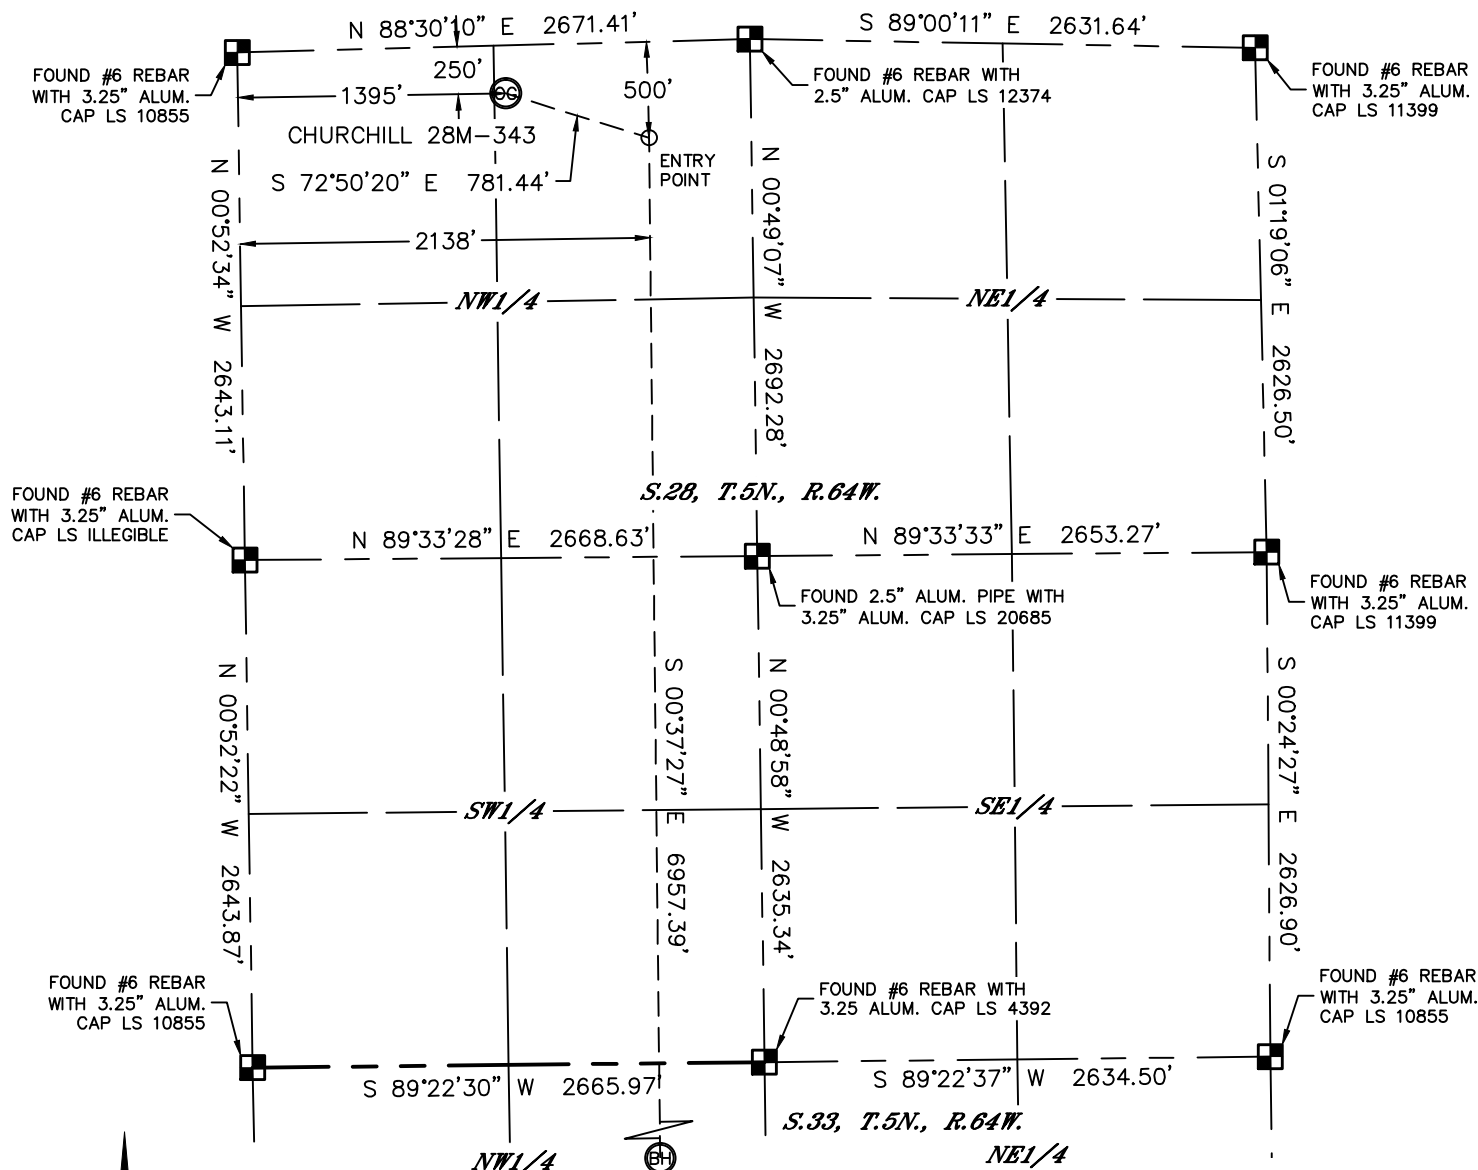 N 88°30'10" E 2671.41'
S 89°00'11" E 2631.64'
FOUND #6 REBAR
WITH 3.25" ALUM.
CAP LS 10855
250'
1395'
OG
500'
FOUND #6 REBAR WITH
2.5" ALUM. CAP LS 12374
FOUND #6 REBAR
WITH 3.25" ALUM.
CAP LS 11399
CHURCHILL 28M-343
S 72°50'20" E 781.44'
ENTRY
POINT
2138'
N 00°52'34" W 2643.11'
N 00°49'07" W 2692.28'
S 01°19'06" E 2626.50'
NW1/4
NE1/4
S.28, T.5N., R.64W.
FOUND #6 REBAR
WITH 3.25" ALUM.
CAP LS ILLEGIBLE
N 89°33'28" E 2668.63'
N 89°33'33" E 2653.27'
FOUND 2.5" ALUM. PIPE WITH
3.25" ALUM. CAP LS 20685
FOUND #6 REBAR
WITH 3.25" ALUM.
CAP LS 11399
N 00°52'22" W 2643.87'
S 00°37'27" E 6957.39'
N 00°48'58" W 2635.34'
S 00°24'27" E 2626.90'
SW1/4
SE1/4
FOUND #6 REBAR
WITH 3.25" ALUM.
CAP LS 10855
FOUND #6 REBAR WITH
3.25 ALUM. CAP LS 4392
FOUND #6 REBAR
WITH 3.25" ALUM.
CAP LS 10855
S 89°22'30" W 2665.97'
S 89°22'37" W 2634.50'
S.33, T.5N., R.64W.
NW1/4
BH
NE1/4